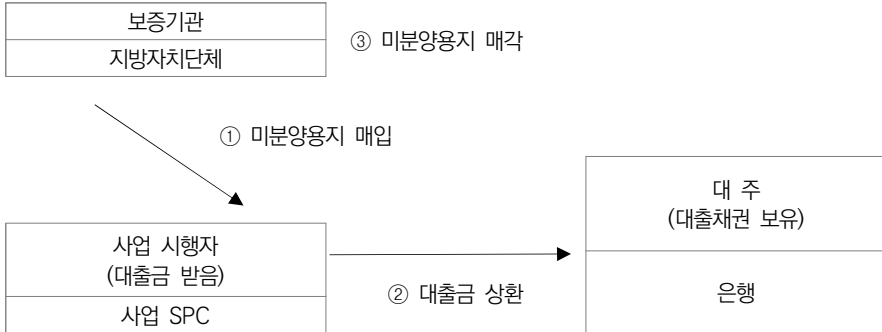 보증기관
지방자치단체
③ 미분양용지 매각
① 미분양용지 매입
대 주
(대출채권 보유)
사업 시행자
(대출금 받음)
② 대출금 상환
은행
사업 SPC